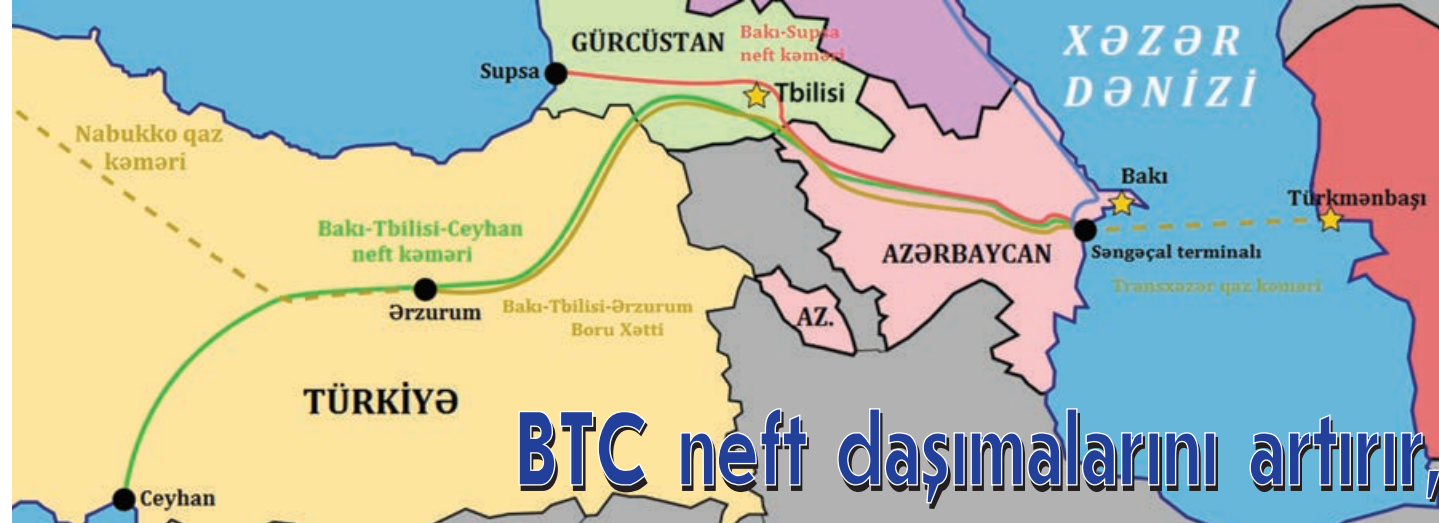 GÜRCÜSTAN
Bakı-Supsa
neft kəməri
XƏZƏR
DƏNİZİ
Supsa
Tbilisi
Nabukko qaz
kəməri
Bakı
Türkmənbaşı
Bakı-Tbilisi-Ceyhan
neft kəməri
AZƏRBAYCAN
Səngəçal terminalı
Transxəzər qaz kəməri
Ərzurum
Bakı-Tbilisi-Ərzurum
Boru Xətti
AZ.
TÜRKİYƏ
BTC neft daşımalarını artırır,
Ceyhan